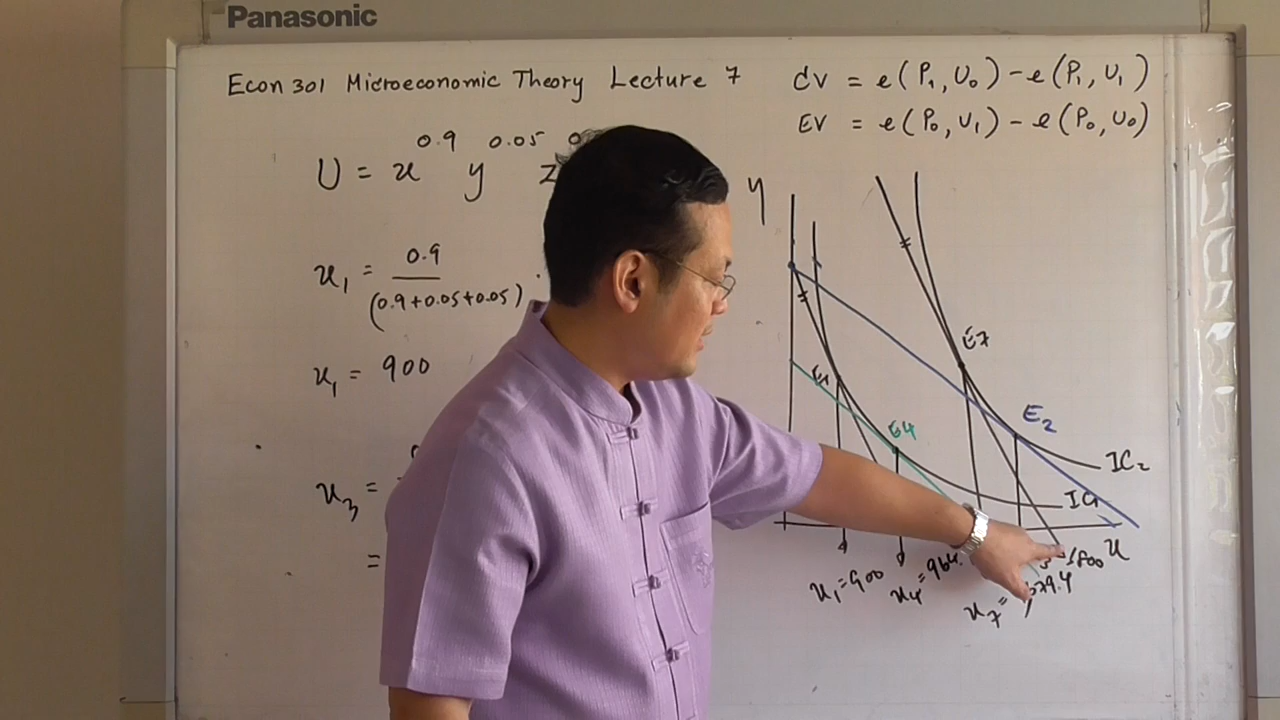 Panasonic
Econ 301 Microeconomic Theory Lecture 7
CV = e(P₁, U₀) - e(P₁, U₁)
EV = e(P₀, U₁) - e(P₀, U₀)
0.9 0.05 0
U = x y z
x₁ = 0.9
(0.9+0.05+0.05)
x₁ = 900
x₃ =
=
y
E7
E1
E4
E2
IC₂
IC₁
x
x₁=900
x₄=964.
1800
x₇=